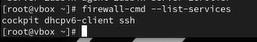 [root@vbox ~]# firewall-cmd --list-services
cockpit dhcpv6-client ssh
[root@vbox ~]#